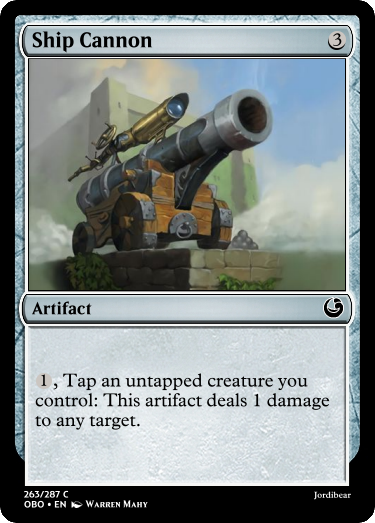 Ship Cannon 3
Artifact
1, Tap an untapped creature you
control: This artifact deals 1 damage
to any target.
263/287 C Jordibear
OBO • EN Warren Mahy